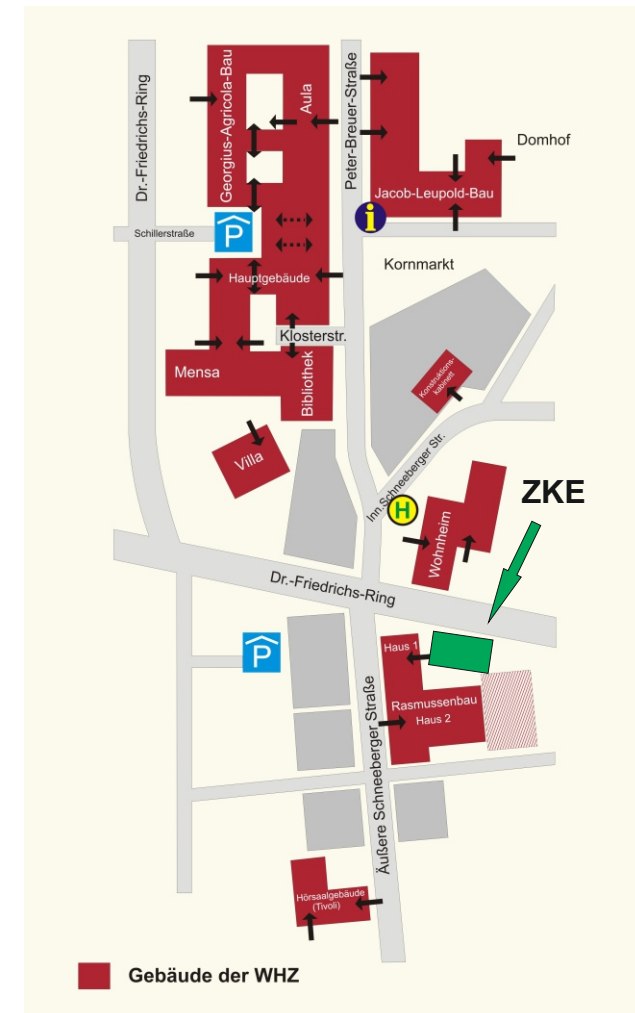 Dr.-Friedrichs-Ring
Georgius-Agricola-Bau
Aula
Peter-Breuer-Straße
Domhof
Jacob-Leupold-Bau
i
Schillerstraße
P
Kornmarkt
Hauptgebäude
Klosterstr.
Mensa
Bibliothek
Konstruktions-
kabinett
Villa
Inn.Schneeberger Str.
H
Wohnheim
ZKE
Dr.-Friedrichs-Ring
P
Haus 1
Rasmussenbau
Haus 2
Äußere Schneeberger Straße
Hörsaalgebäude
(Tivoli)
Gebäude der WHZ